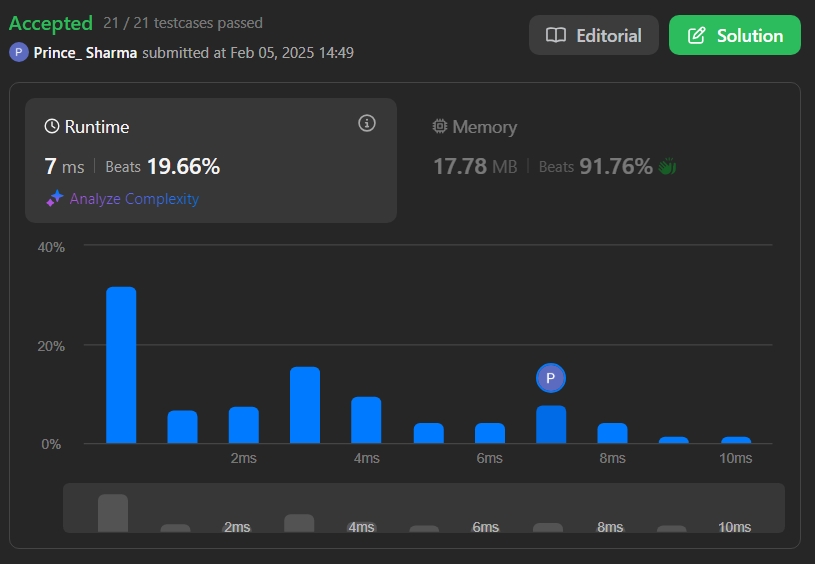 Accepted 21 / 21 testcases passed
Editorial
Solution
P Prince_ Sharma submitted at Feb 05, 2025 14:49
Runtime
7 ms | Beats 19.66%
Analyze Complexity
Memory
17.78 MB | Beats 91.76%
40%
20%
0%
P
2ms 4ms 6ms 8ms 10ms
2ms 4ms 6ms 8ms 10ms